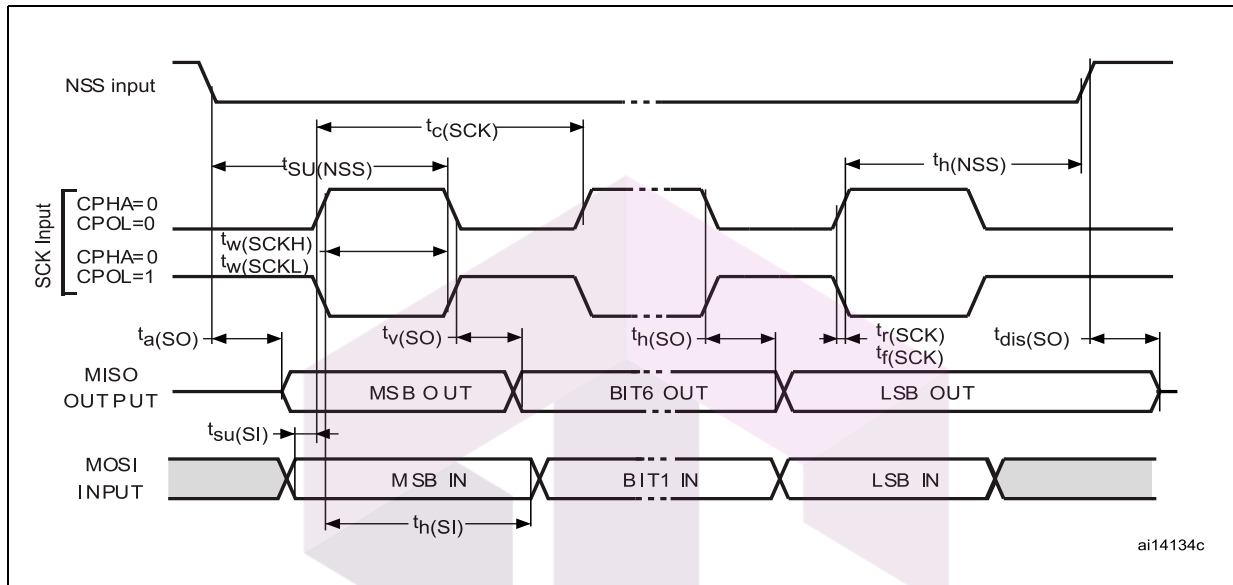 NSS input
tc(SCK)
tSU(NSS)
th(NSS)
SCK Input
CPHA=0
CPOL=0
tw(SCKH)
CPHA=0
tw(SCKL)
CPOL=1
ta(SO)
tv(SO)
th(SO)
tr(SCK)
tf(SCK)
tdis(SO)
MISO
OUTPUT
MSB OUT
BIT6 OUT
LSB OUT
tsu(SI)
MOSI
INPUT
MSB IN
BIT1 IN
LSB IN
th(SI)
ai14134c